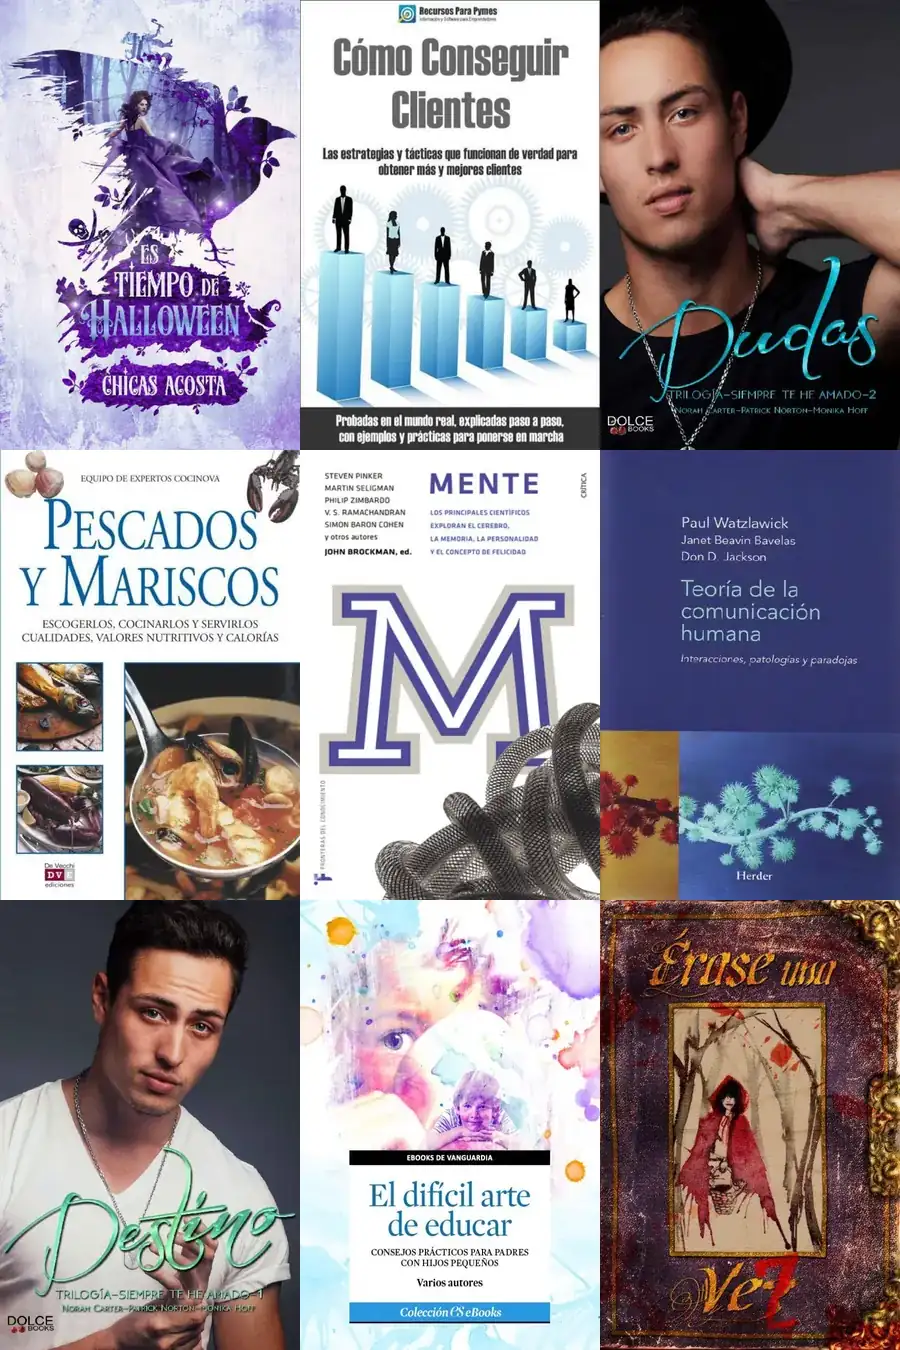 ES
TIEMPO DE
HALLOWEEN
CHICAS ACOSTA
Recursos Para Pymes
Información y Software para Emprendedores
Cómo Conseguir
Clientes
Las estrategias y tácticas que funcionan de verdad para
obtener más y mejores clientes
Probadas en el mundo real, explicadas paso a paso,
con ejemplos y prácticas para ponerse en marcha
Dudas
TRILOGÍA-SIEMPRE TE HE AMADO-2
NORAH CARTER-PATRICK NORTON-MONIKA HOFF
DOLCE
BOOKS
EQUIPO DE EXPERTOS COCINOVA
PESCADOS
Y MARISCOS
ESCOGERLOS, COCINARLOS Y SERVIRLOS
CUALIDADES, VALORES NUTRITIVOS Y CALORÍAS
De Vecchi
DVE
ediciones
STEVEN PINKER
MARTIN SELIGMAN
PHILIP ZIMBARDO
V. S. RAMACHANDRAN
SIMON BARON COHEN
y otros autores
JOHN BROCKMAN, ed.
MENTE
LOS PRINCIPALES CIENTÍFICOS
EXPLORAN EL CEREBRO,
LA MEMORIA, LA PERSONALIDAD
Y EL CONCEPTO DE FELICIDAD
CRÍTICA
M
FRONTERAS DEL CONOCIMIENTO
Paul Watzlawick
Janet Beavin Bavelas
Don D. Jackson
Teoría de la
comunicación
humana
Interacciones, patologías y paradojas
Herder
Destino
TRILOGÍA-SIEMPRE TE HE AMADO-1
NORAH CARTER-PATRICK NORTON-MONIKA HOFF
DOLCE
BOOKS
EBOOKS DE VANGUARDIA
El difícil arte
de educar
CONSEJOS PRÁCTICOS PARA PADRES
CON HIJOS PEQUEÑOS
Varios autores
Colección eBooks
Érase una
Vez